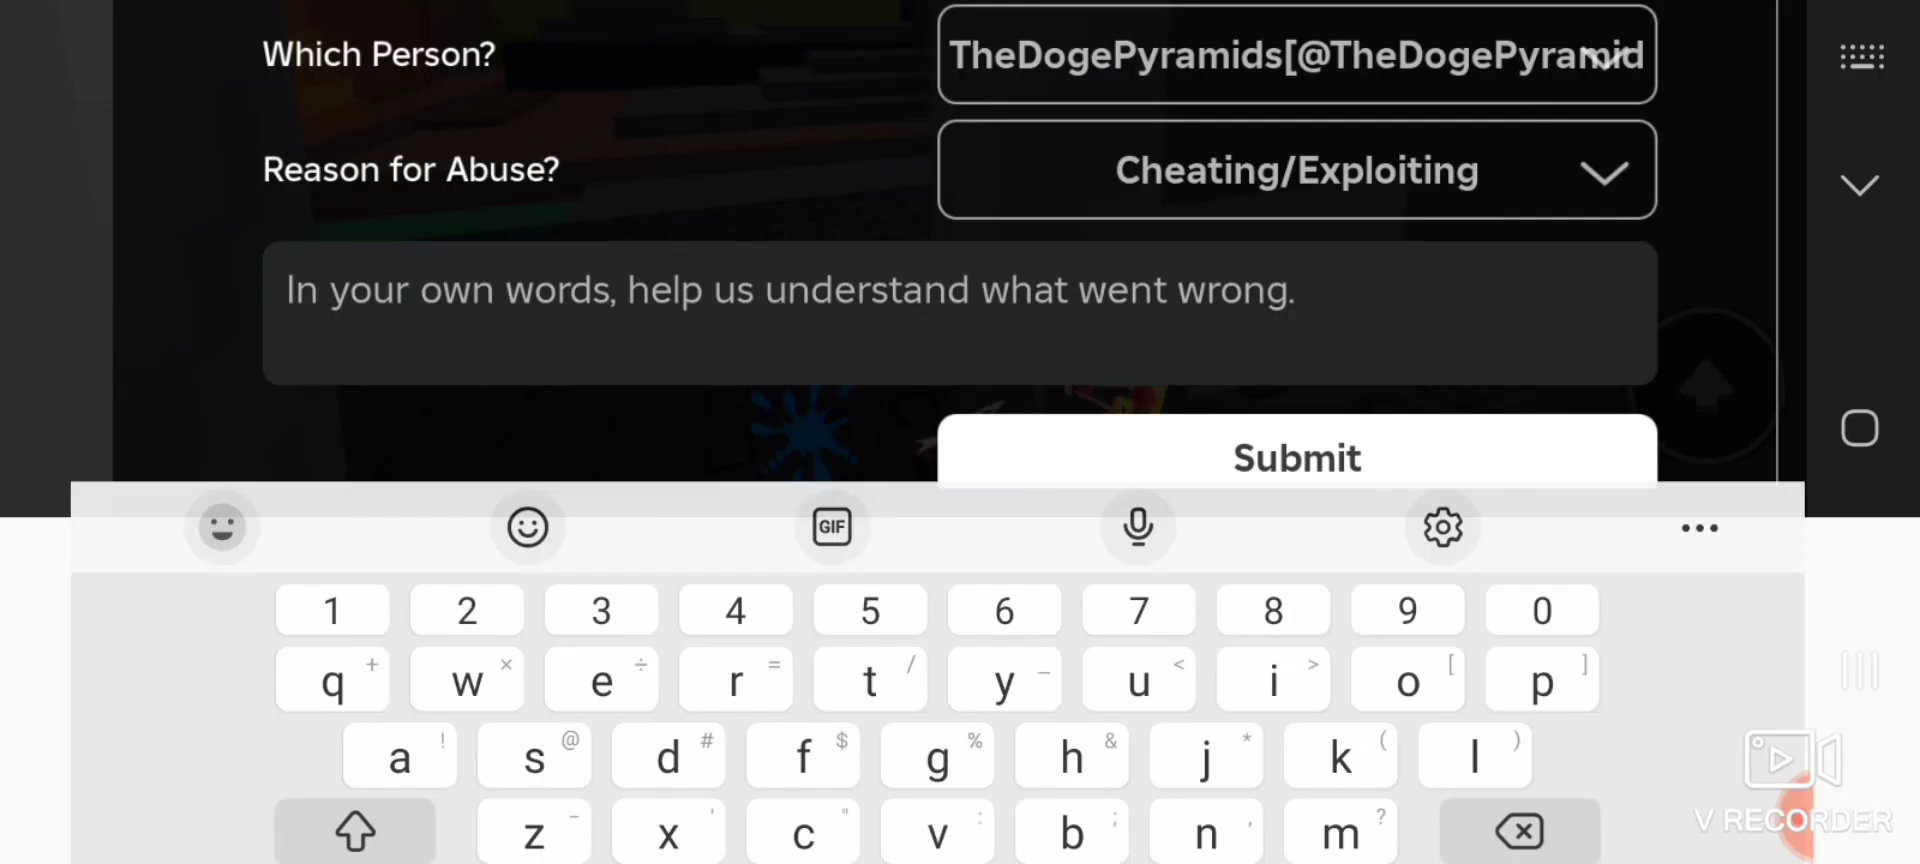 Which Person?
TheDogePyramids[@TheDogePyramid
Reason for Abuse?
Cheating/Exploiting
In your own words, help us understand what went wrong.
Submit
GIF
1 2 3 4 5 6 7 8 9 0
q + w × e ÷ r = t / y _ u < i > o [ p ]
a ! s @ d # f $ g % h & j * k ( l )
z - x ' c " v : b ; n , m ?
V RECORDER